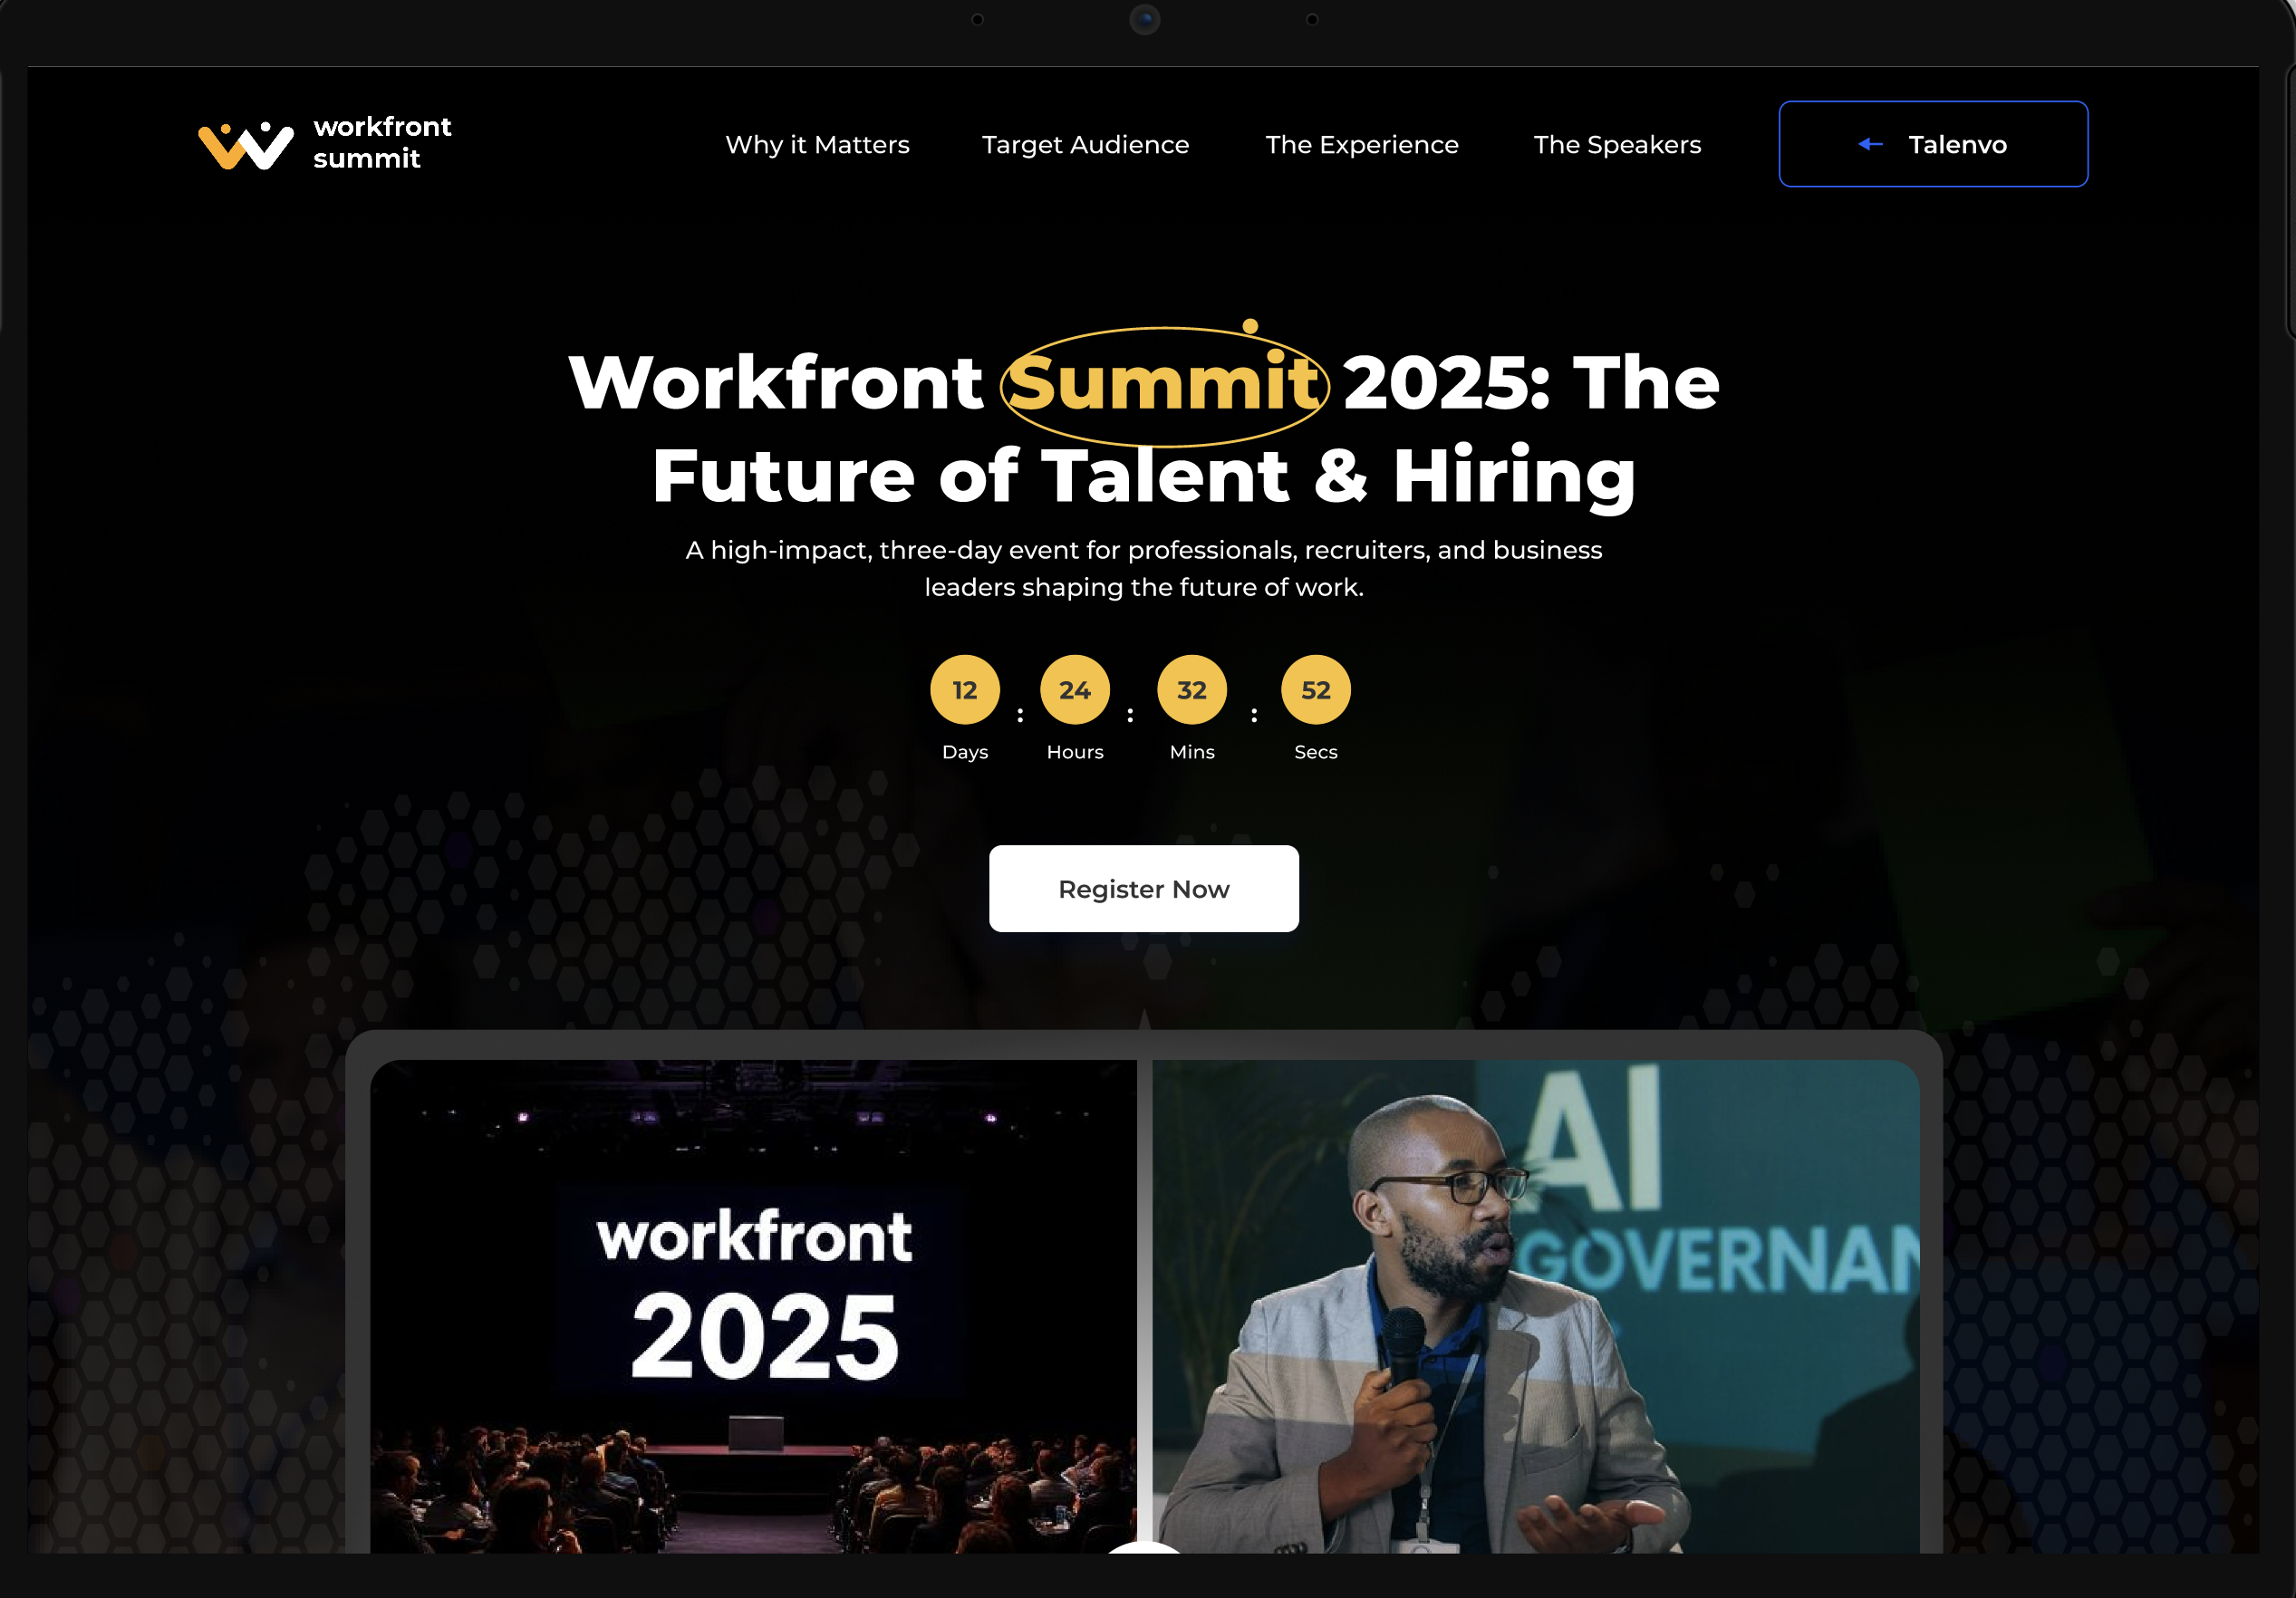 workfront
summit
Why it Matters
Target Audience
The Experience
The Speakers
Talenvo
Workfront Summit 2025: The
Future of Talent & Hiring
A high-impact, three-day event for professionals, recruiters, and business
leaders shaping the future of work.
12 : 24 : 32 : 52
Days Hours Mins Secs
Register Now
workfront
2025
AI
GOVERNAN